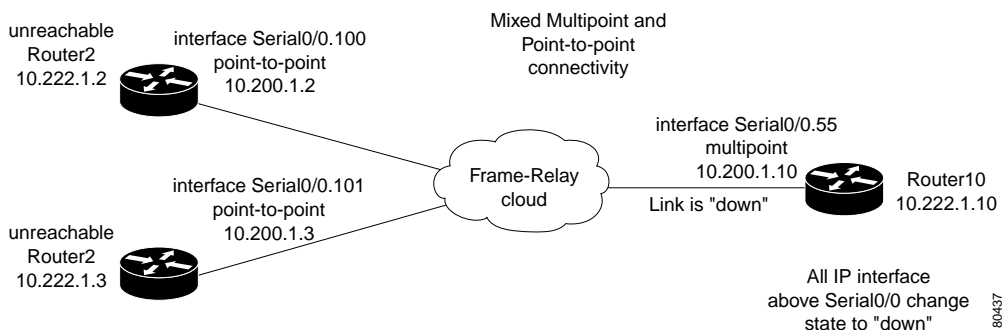 Mixed Multipoint and
Point-to-point
connectivity
unreachable
Router2
10.222.1.2
interface Serial0/0.100
point-to-point
10.200.1.2
interface Serial0/0.55
multipoint
10.200.1.10
Frame-Relay
cloud
Link is "down"
Router10
10.222.1.10
interface Serial0/0.101
point-to-point
10.200.1.3
unreachable
Router2
10.222.1.3
All IP interface
above Serial0/0 change
state to "down"
80437